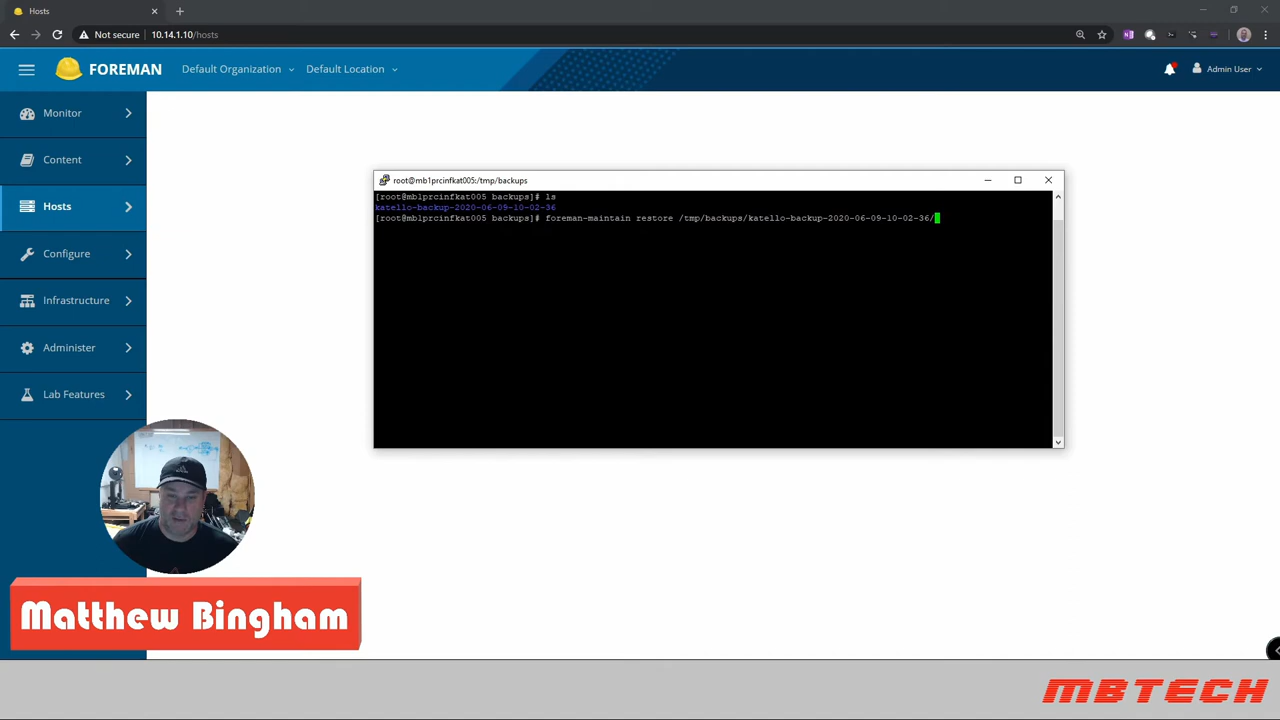 Hosts
Not secure
10.14.1.10/hosts
FOREMAN
Default Organization
Default Location
Admin User
Monitor
Content
Hosts
Configure
Infrastructure
Administer
Lab Features
root@mb1prcinfkat005:/tmp/backups
[root@mb1prcinfkat005 backups]# ls
katello-backup-2020-06-09-10-02-36
[root@mb1prcinfkat005 backups]# foreman-maintain restore /tmp/backups/katello-backup-2020-06-09-10-02-36/
Matthew Bingham
MBTECH